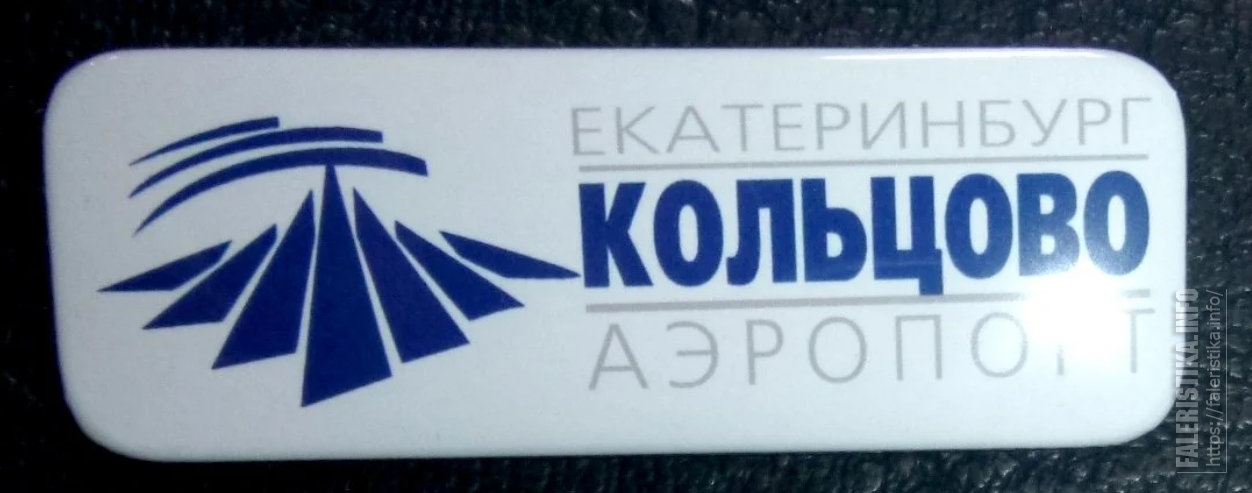 ЕКАТЕРИНБУРГ
КОЛЬЦОВО
АЭРОПОРТ
FALERISTIKA.INFO
https://faleristika.info/